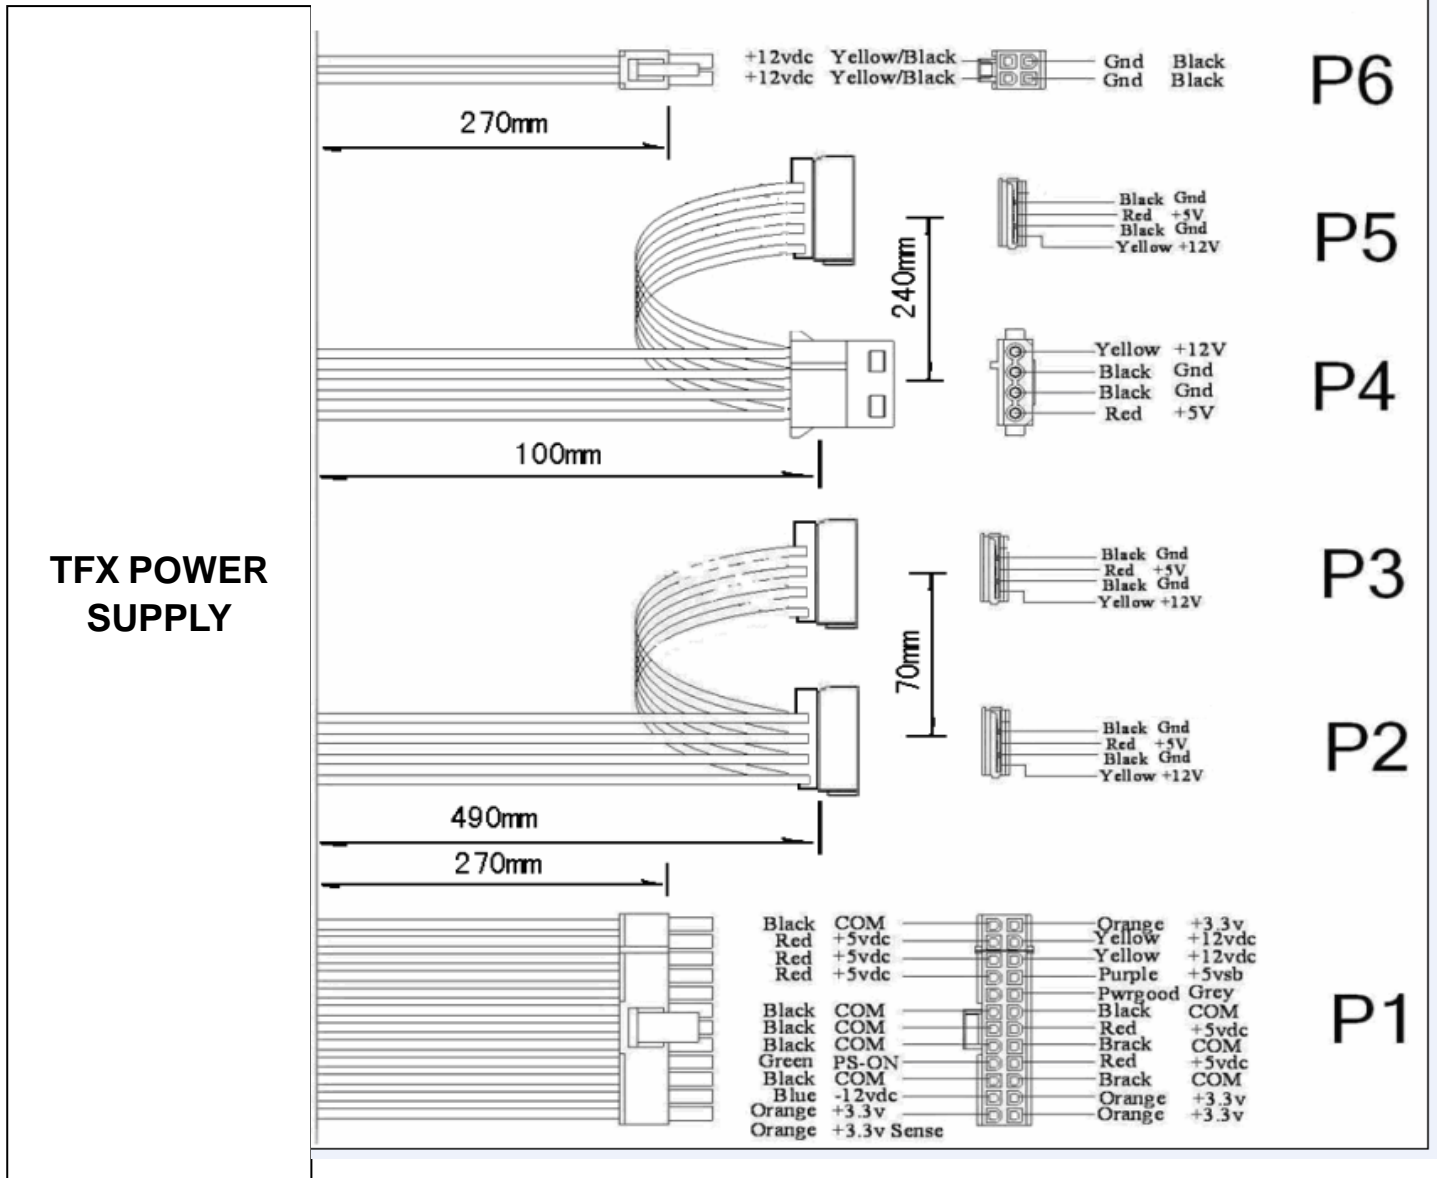 +12vdc Yellow/Black Gnd Black
+12vdc Yellow/Black Gnd Black
P6
270mm
Black Gnd
Red +5V
Black Gnd
Yellow +12V
P5
240mm
Yellow +12V
Black Gnd
Black Gnd
Red +5V
P4
100mm
TFX POWER
SUPPLY
Black Gnd
Red +5V
Black Gnd
Yellow +12V
P3
70mm
Black Gnd
Red +5V
Black Gnd
Yellow +12V
P2
490mm
270mm
Black COM Orange +3.3v
Red +5vdc Yellow +12vdc
Red +5vdc Yellow +12vdc
Red +5vdc Purple +5vsb
Pwrgood Grey
Black COM Black COM
Black COM Red +5vdc
Black COM Brack COM
Green PS-ON Red +5vdc
Black COM Brack COM
Blue -12vdc Orange +3.3v
Orange +3.3v Orange +3.3v
Orange +3.3v Sense
P1